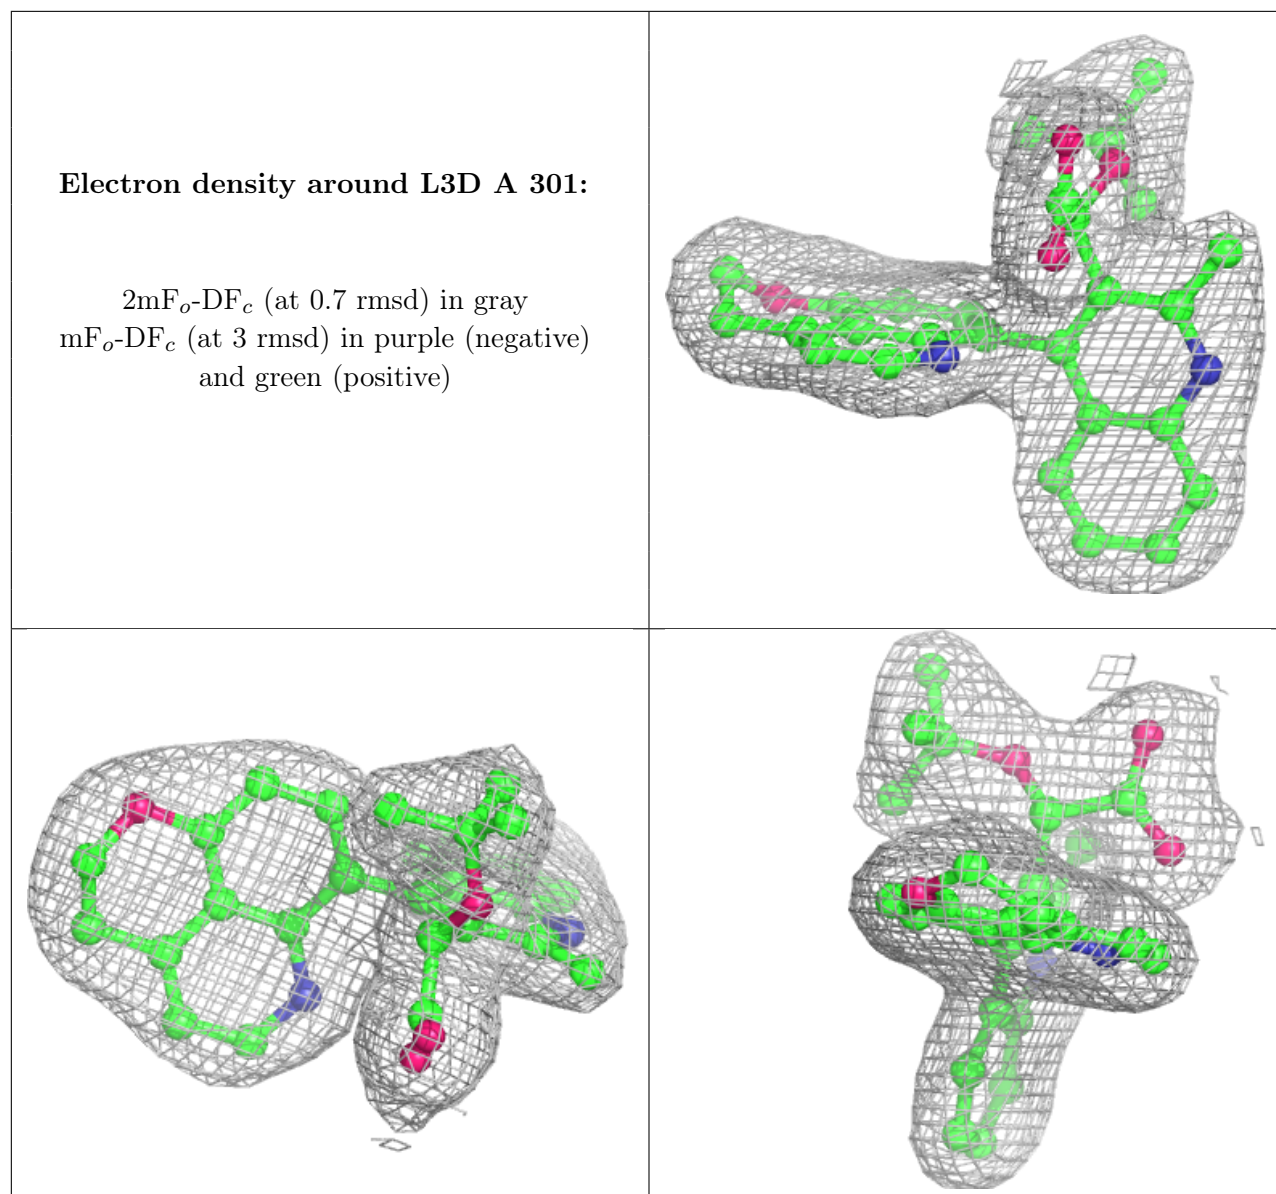 Electron density around L3D A 301:
2mFo-DFc (at 0.7 rmsd) in gray
mFo-DFc (at 3 rmsd) in purple (negative)
and green (positive)